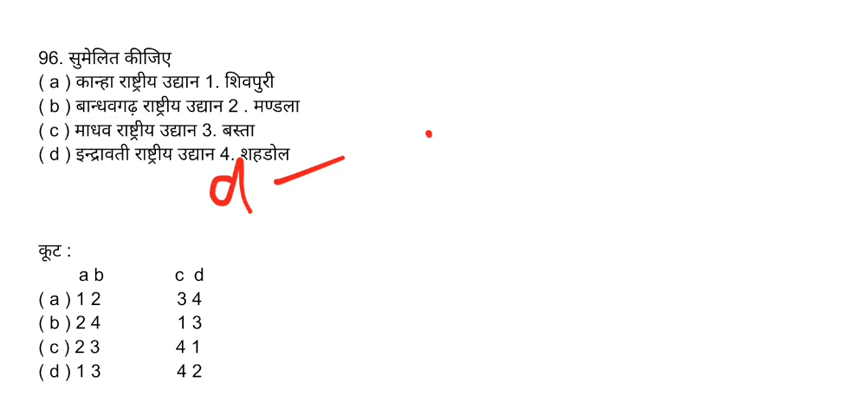 96. सुमेलित कीजिए
( a ) कान्हा राष्ट्रीय उद्यान 1. शिवपुरी
( b ) बान्धवगढ़ राष्ट्रीय उद्यान 2 . मण्डला
( c ) माधव राष्ट्रीय उद्यान 3. बस्ता
( d ) इन्द्रावती राष्ट्रीय उद्यान 4. शहडोल
d –
कूट :
a b c d
( a ) 1 2 3 4
( b ) 2 4 1 3
( c ) 2 3 4 1
( d ) 1 3 4 2